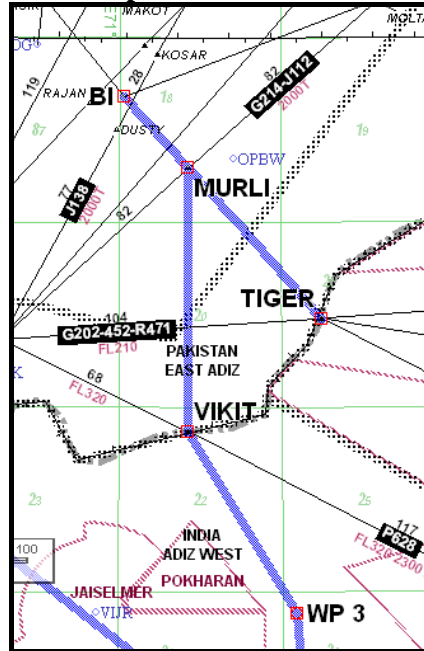 MAKOT
MOLTA
E71°
OG
KOSAR
119
28
82
RAJAN
BI
18
G214-J112
2000T
87
DUSTY
19
OPBW
MURLI
77
J138
2000T
82
TIGER
104
20
G202-452-R471
FL210
PAKISTAN
EAST ADIZ
K
68
FL320
VIKIT
23
22
25
117
P628
FL320-2300
INDIA
ADIZ WEST
100
POKHARAN
JAISELMER
VIJR
WP 3